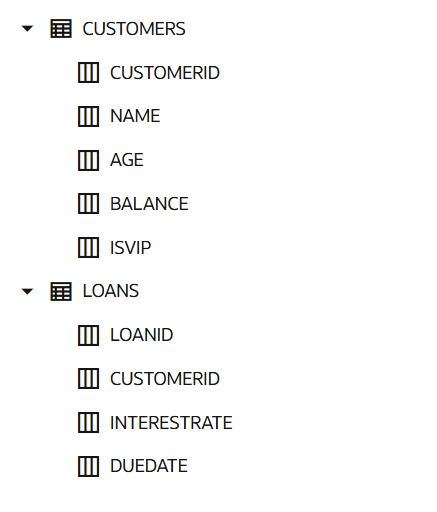 CUSTOMERS
CUSTOMERID
NAME
AGE
BALANCE
ISVIP
LOANS
LOANID
CUSTOMERID
INTERESTRATE
DUEDATE